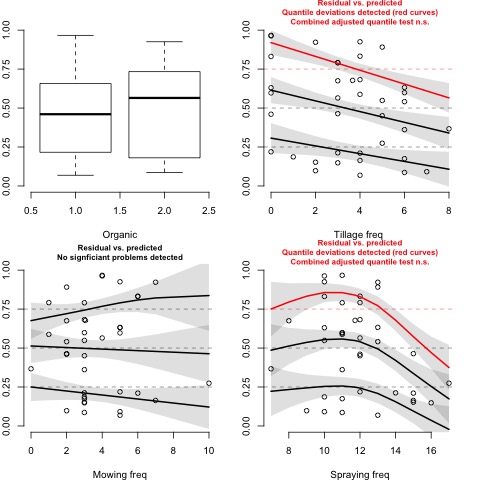 0.00 0.25 0.50 0.75 1.00
0.5 1.0 1.5 2.0 2.5
Organic
Residual vs. predicted
Quantile deviations detected (red curves)
Combined adjusted quantile test n.s.
0.00 0.25 0.50 0.75 1.00
0 2 4 6 8
Tillage freq
Residual vs. predicted
No signficiant problems detected
0.00 0.25 0.50 0.75 1.00
0 2 4 6 8 10
Mowing freq
Residual vs. predicted
Quantile deviations detected (red curves)
Combined adjusted quantile test n.s.
0.00 0.25 0.50 0.75 1.00
8 10 12 14 16
Spraying freq